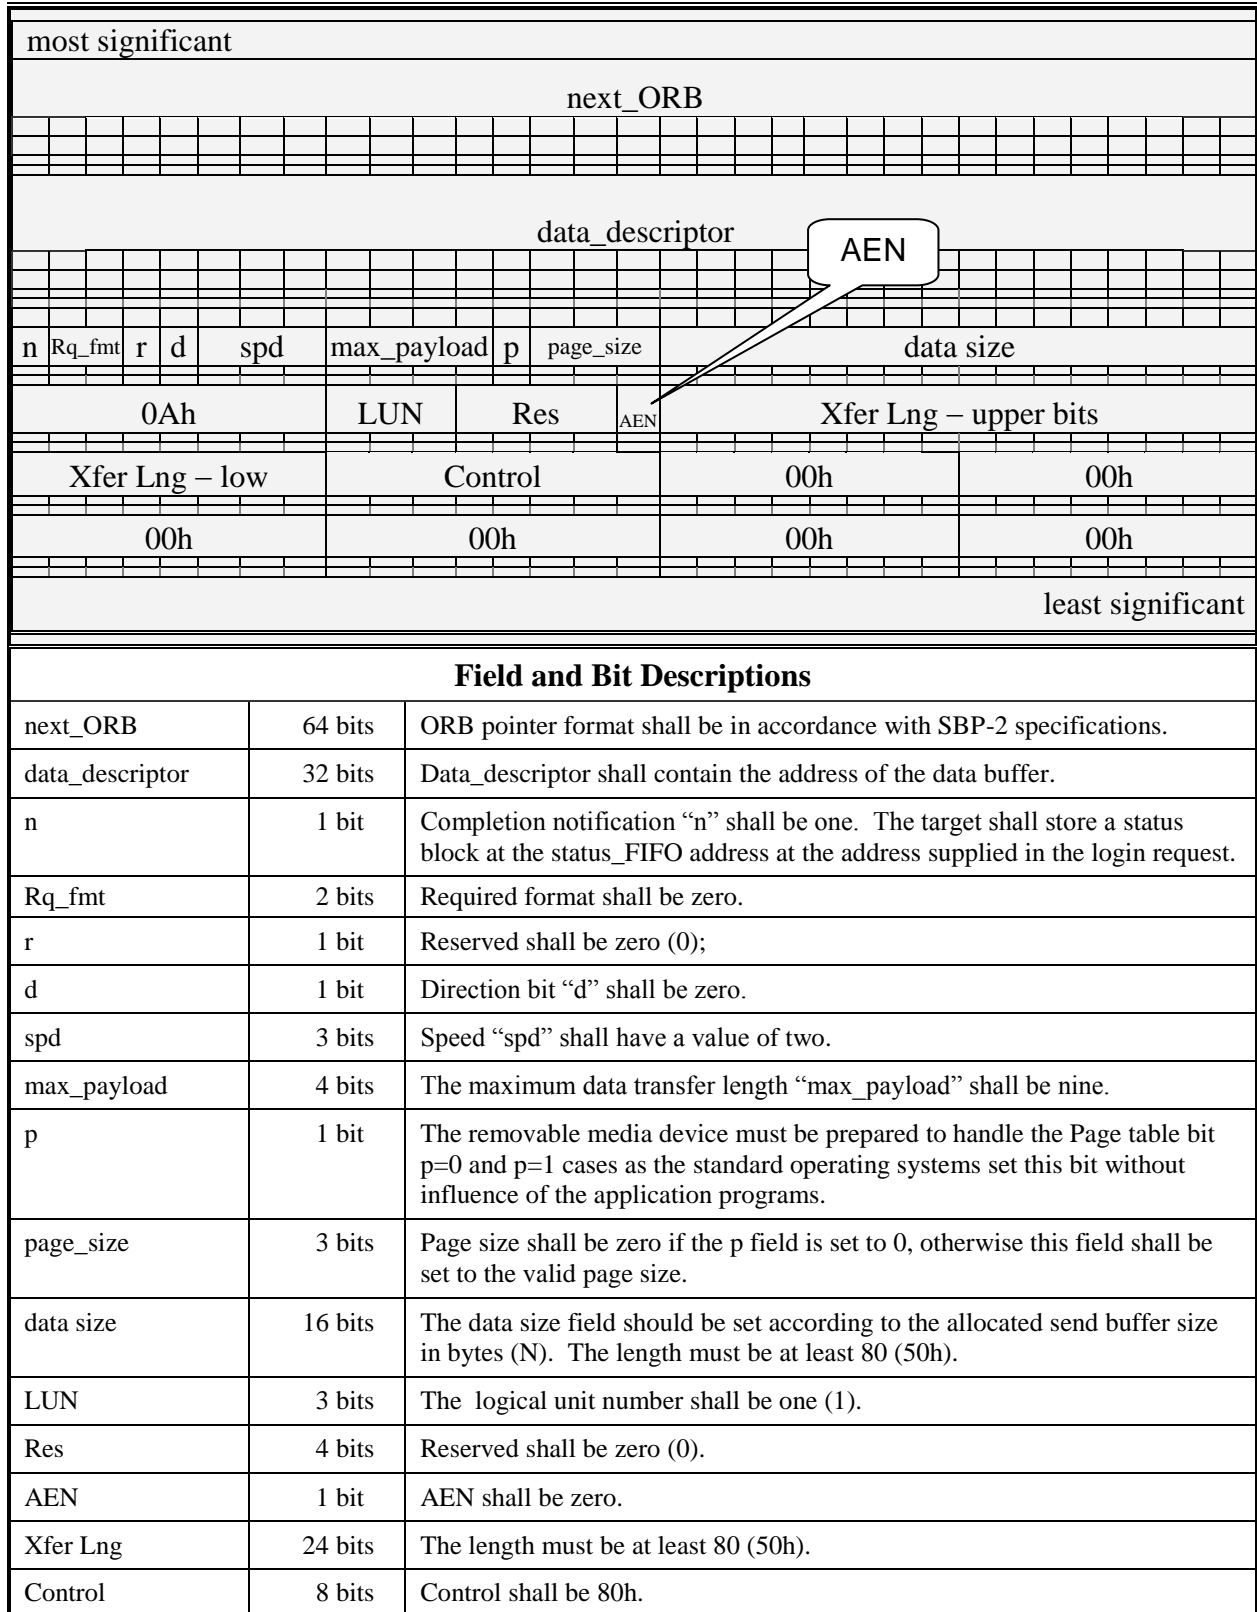 most significant
next_ORB
data_descriptor
AEN
n Rq_fmt r d spd max_payload p page_size data size
0Ah LUN Res AEN Xfer Lng – upper bits
Xfer Lng – low Control 00h 00h
00h 00h 00h 00h
least significant
Field and Bit Descriptions
next_ORB 64 bits ORB pointer format shall be in accordance with SBP-2 specifications.
data_descriptor 32 bits Data_descriptor shall contain the address of the data buffer.
n 1 bit Completion notification “n” shall be one. The target shall store a status
block at the status_FIFO address at the address supplied in the login request.
Rq_fmt 2 bits Required format shall be zero.
r 1 bit Reserved shall be zero (0);
d 1 bit Direction bit “d” shall be zero.
spd 3 bits Speed “spd” shall have a value of two.
max_payload 4 bits The maximum data transfer length “max_payload” shall be nine.
p 1 bit The removable media device must be prepared to handle the Page table bit
p=0 and p=1 cases as the standard operating systems set this bit without
influence of the application programs.
page_size 3 bits Page size shall be zero if the p field is set to 0, otherwise this field shall be
set to the valid page size.
data size 16 bits The data size field should be set according to the allocated send buffer size
in bytes (N). The length must be at least 80 (50h).
LUN 3 bits The logical unit number shall be one (1).
Res 4 bits Reserved shall be zero (0).
AEN 1 bit AEN shall be zero.
Xfer Lng 24 bits The length must be at least 80 (50h).
Control 8 bits Control shall be 80h.